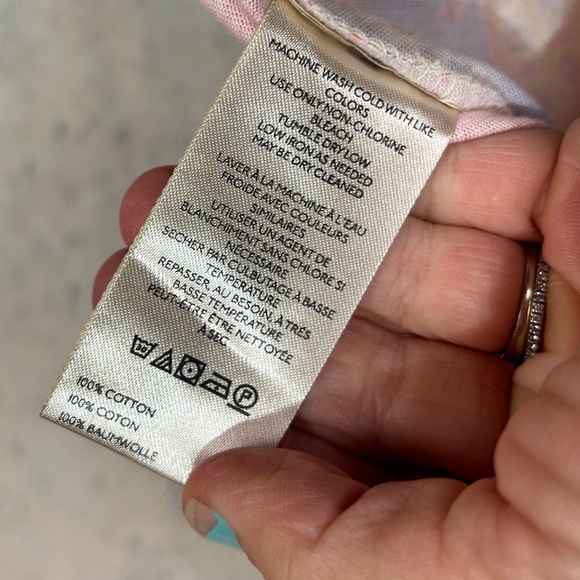 MACHINE WASH COLD WITH LIKE
COLORS
USE ONLY NON-CHLORINE
BLEACH
TUMBLE DRY LOW
LOW IRON AS NEEDED
MAY BE DRY CLEANED
LAVER À LA MACHINE À L'EAU
FROIDE AVEC COULEURS
SIMILAIRES
UTILISER UN AGENT DE
BLANCHIMENT SANS CHLORE SI
NÉCESSAIRE
SÉCHER PAR CULBUTAGE À BASSE
TEMPÉRATURE
REPASSER, AU BESOIN, À TRÈS
BASSE TEMPÉRATURE
PEUT-ÊTRE ÊTRE NETTOYÉE
À SEC
P
100% COTTON
100% COTON
100% BAUMWOLLE